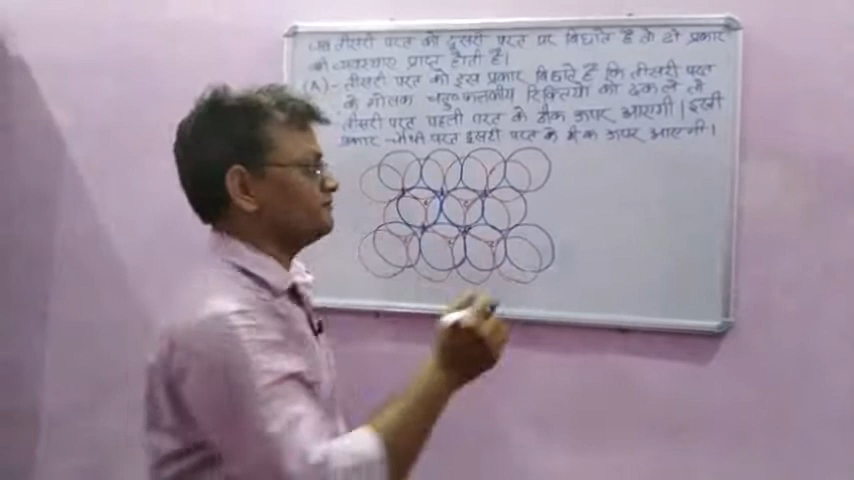 जब तीसरी परत को दूसरी परत पर बिछाते हैं तो दो प्रकार
की व्यवस्थाएं प्राप्त होती हैं।
(A) - तीसरी परत को इस प्रकार बिछाते हैं कि तीसरी परत
के गोलक चतुष्फलकीय रिक्तियों को ढक ले तो
तीसरी परत पहली परत के ठीक ऊपर आएगी। इसी
प्रकार चौथी परत दूसरी परत के ठीक ऊपर आएगी।